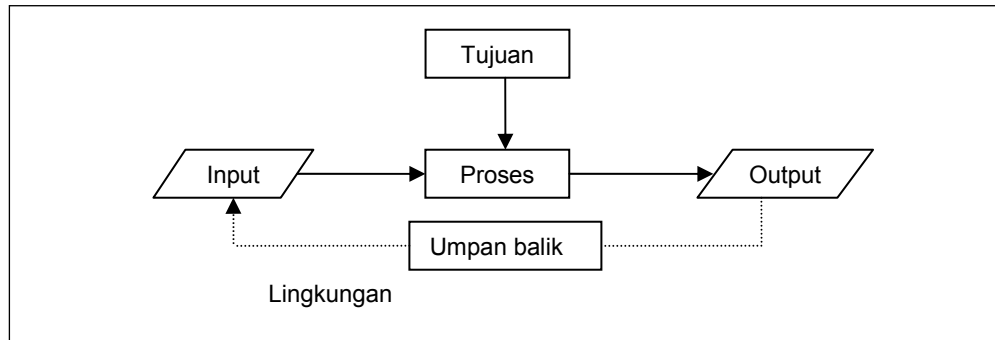 Tujuan
Input
Proses
Output
Umpan balik
Lingkungan